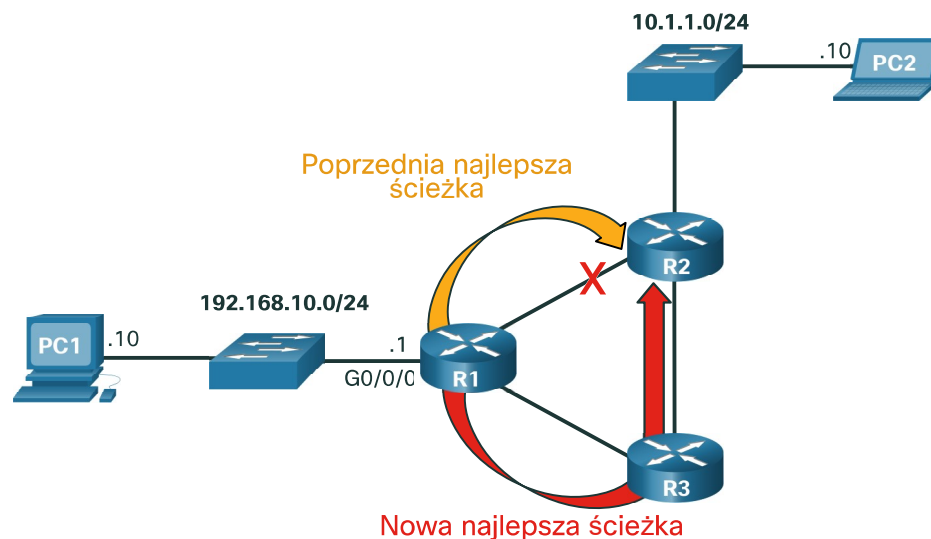 10.1.1.0/24
.10
PC2
Poprzednia najlepsza
ścieżka
R2
X
192.168.10.0/24
PC1
.10
.1
G0/0/0
R1
R3
Nowa najlepsza ścieżka